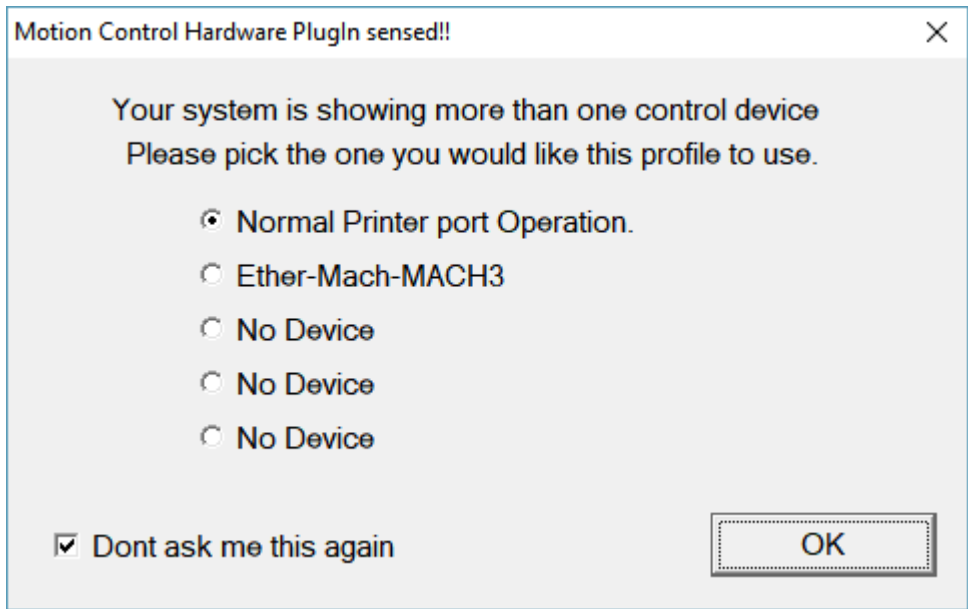 Motion Control Hardware PlugIn sensed!!
Your system is showing more than one control device
Please pick the one you would like this profile to use.
Normal Printer port Operation.
Ether-Mach-MACH3
No Device
No Device
No Device
Dont ask me this again
OK